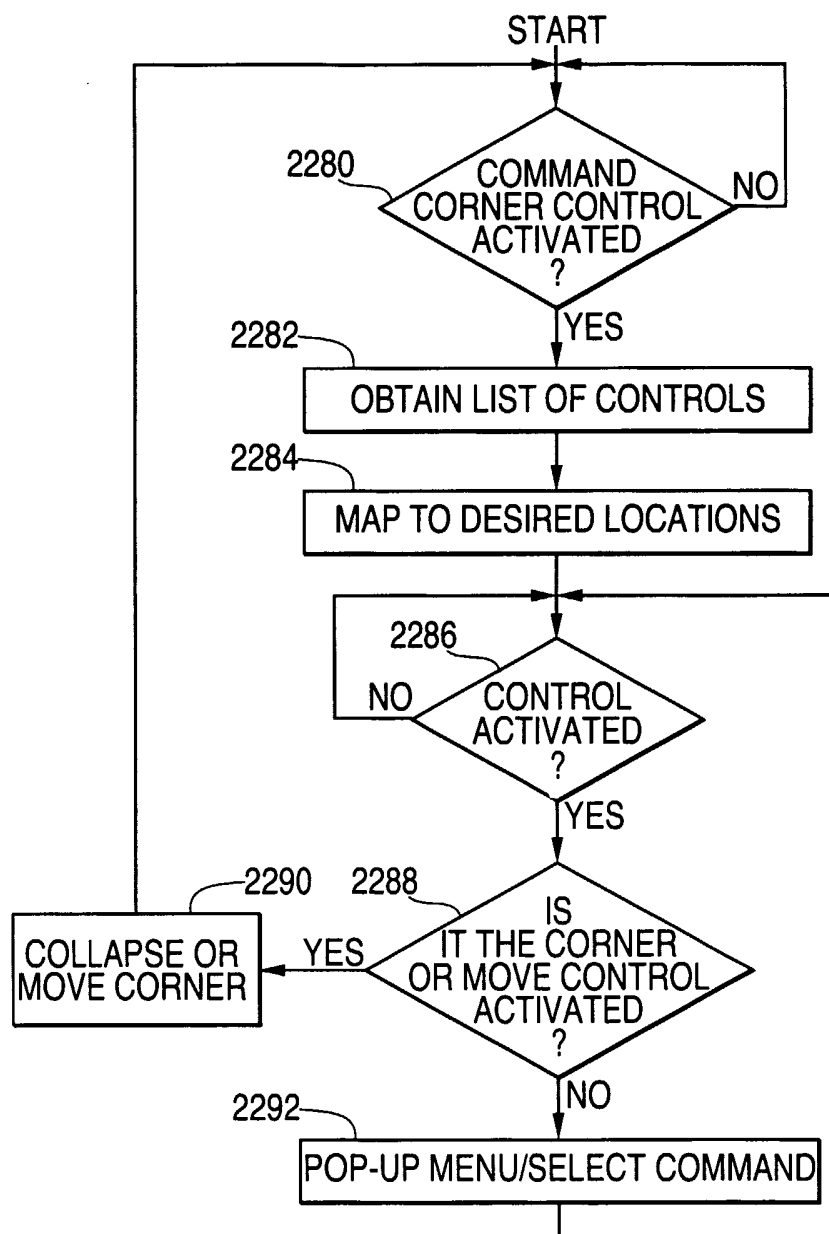 START
2280
COMMAND
CORNER CONTROL
ACTIVATED
?
NO
YES
2282
OBTAIN LIST OF CONTROLS
2284
MAP TO DESIRED LOCATIONS
2286
NO
CONTROL
ACTIVATED
?
YES
2290
2288
COLLAPSE OR
MOVE CORNER
YES
IS
IT THE CORNER
OR MOVE CONTROL
ACTIVATED
?
NO
2292
POP-UP MENU/SELECT COMMAND